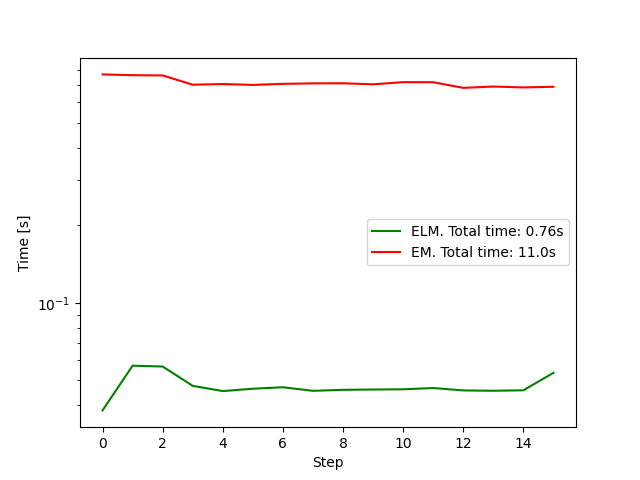 Time [s]
10⁻¹
ELM. Total time: 0.76s
EM. Total time: 11.0s
0 2 4 6 8 10 12 14
Step